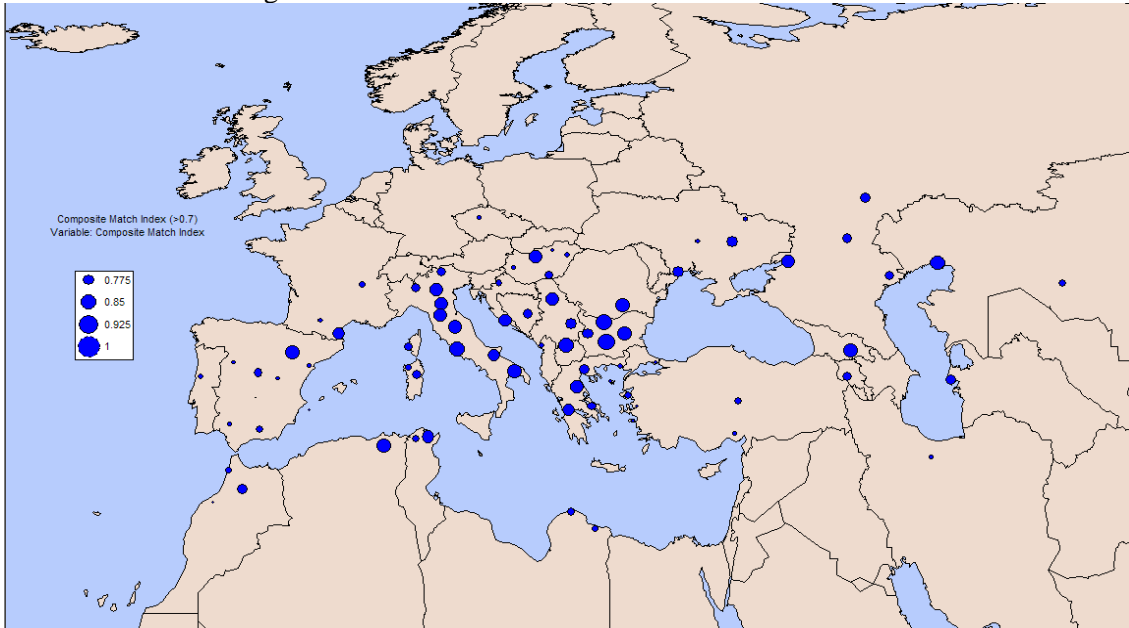 Composite Match Index (>0.7)
Variable: Composite Match Index
0.775
0.85
0.925
1